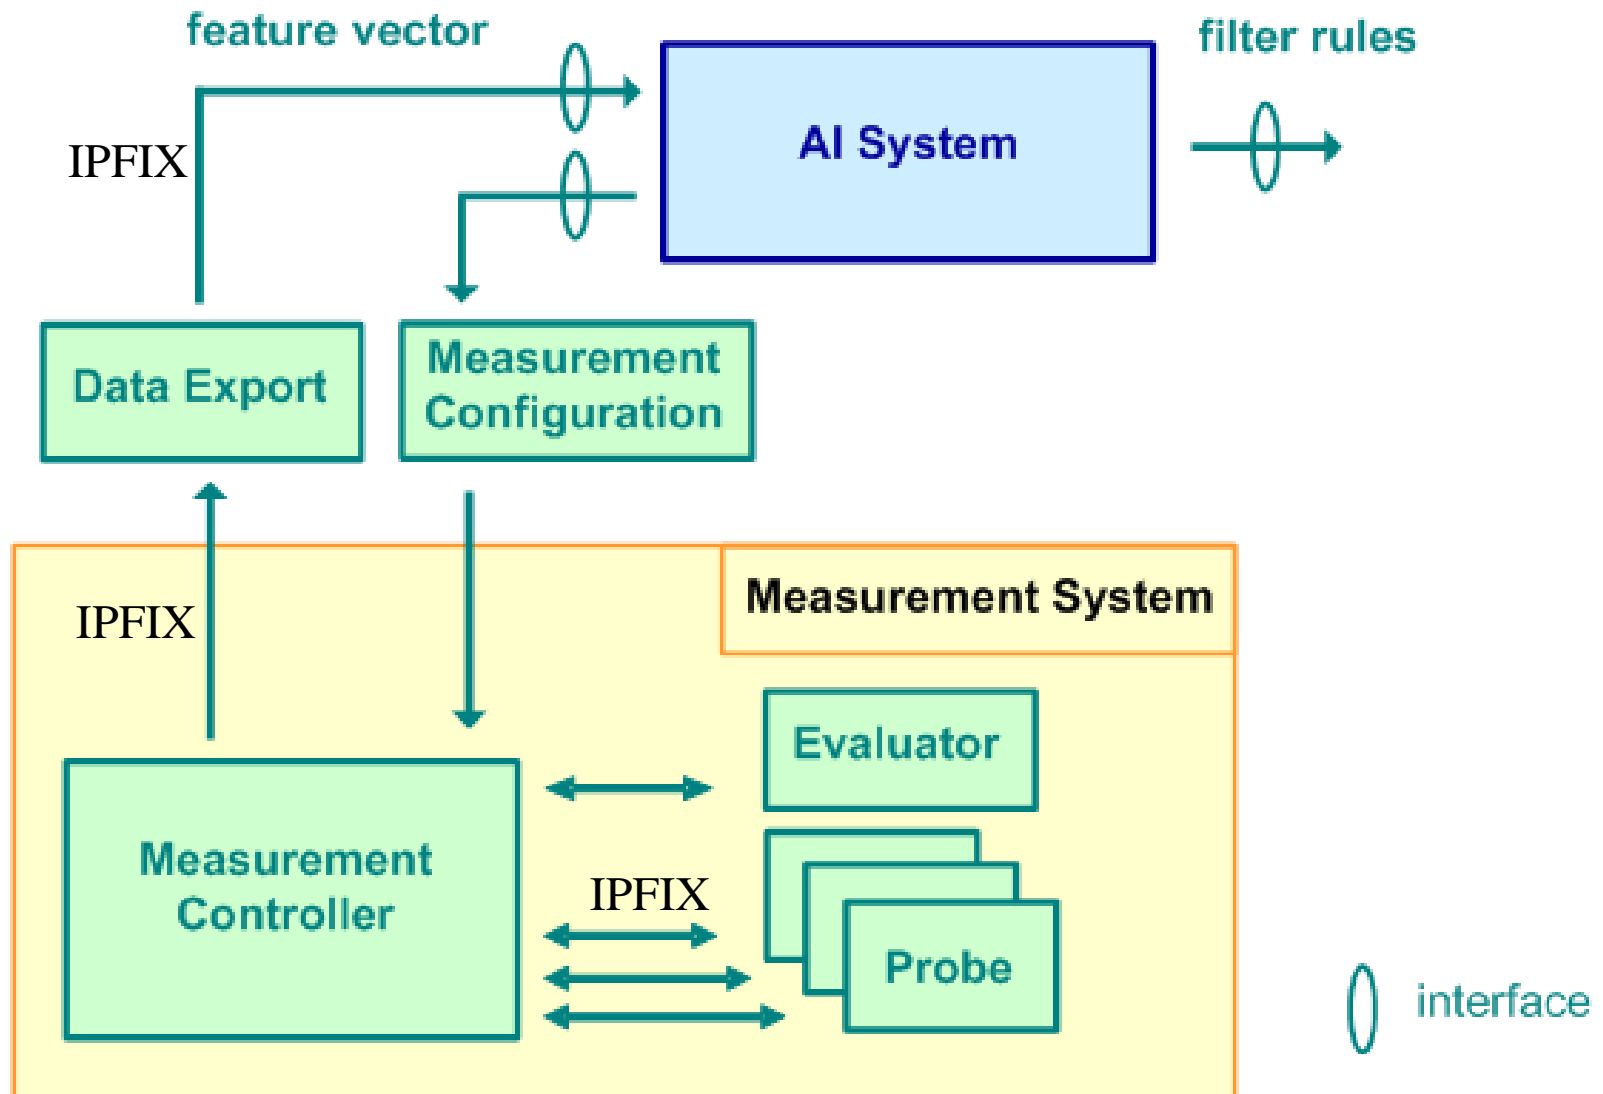 feature vector
filter rules
AI System
IPFIX
Data Export
Measurement
Configuration
Measurement System
IPFIX
Evaluator
Measurement
Controller
IPFIX
Probe
interface